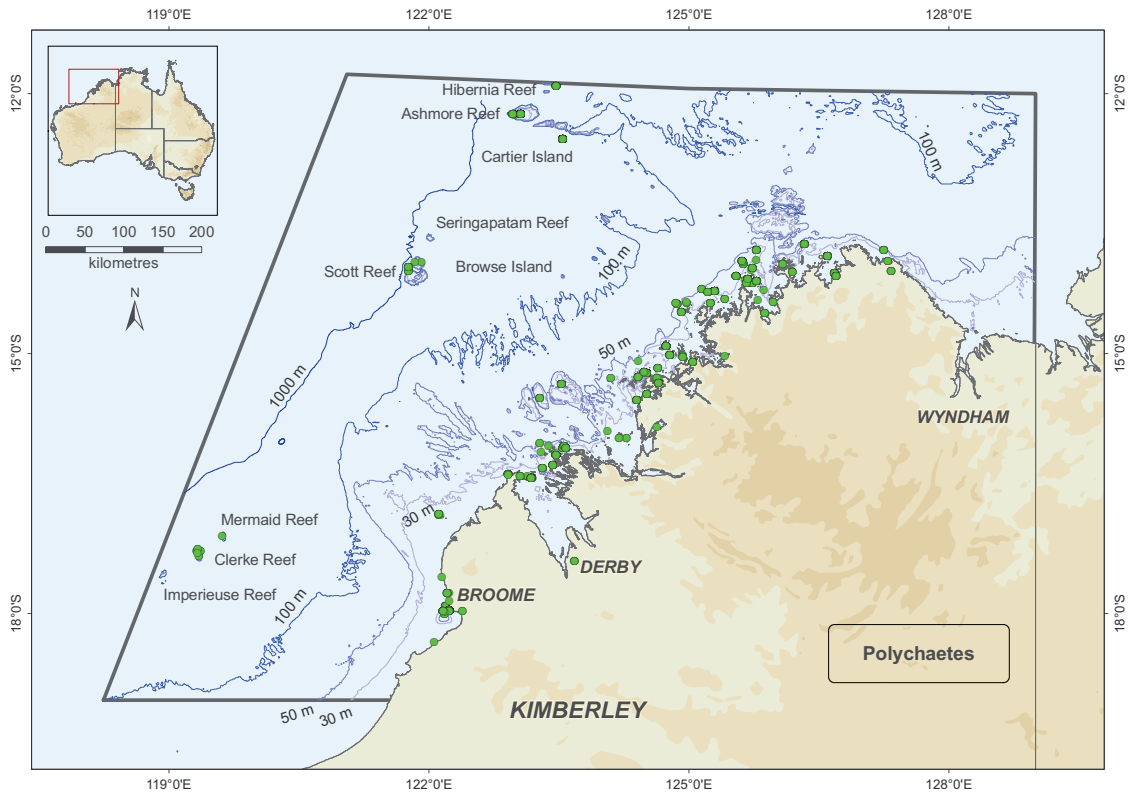 119°0'E
122°0'E
125°0'E
128°0'E
12°0'S
12°0'S
Hibernia Reef
Ashmore Reef
Cartier Island
100 m
Seringapatam Reef
0 50 100 150 200
kilometres
Scott Reef
Browse Island
100 m
N
15°0'S
15°0'S
50 m
1000 m
WYNDHAM
30 m
Mermaid Reef
Clerke Reef
DERBY
Imperieuse Reef
BROOME
100 m
18°0'S
18°0'S
Polychaetes
KIMBERLEY
50 m
30 m
119°0'E
122°0'E
125°0'E
128°0'E